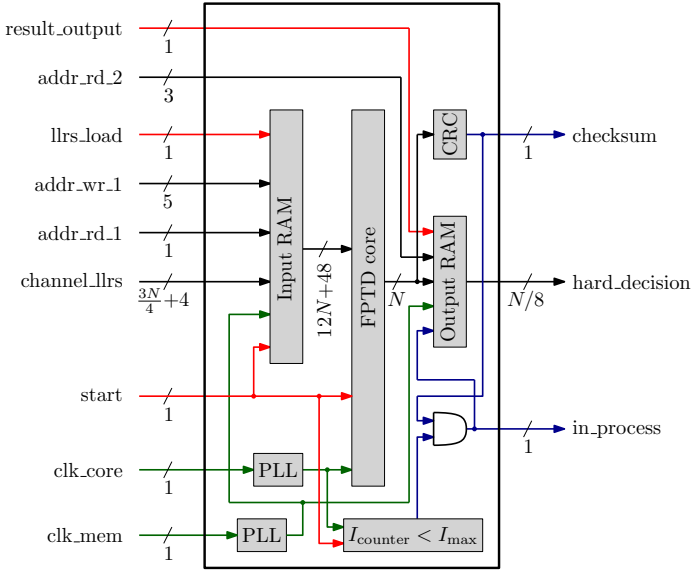 result_output
1
addr_rd_2
3
llrs_load
1
addr_wr_1
5
addr_rd_1
1
channel_llrs
3N/4+4
start
1
clk_core
1
clk_mem
1
Input RAM
12N+48
FPTD core
N
CRC
Output RAM
PLL
PLL
I_counter < I_max
1
checksum
N/8
hard_decision
1
in_process